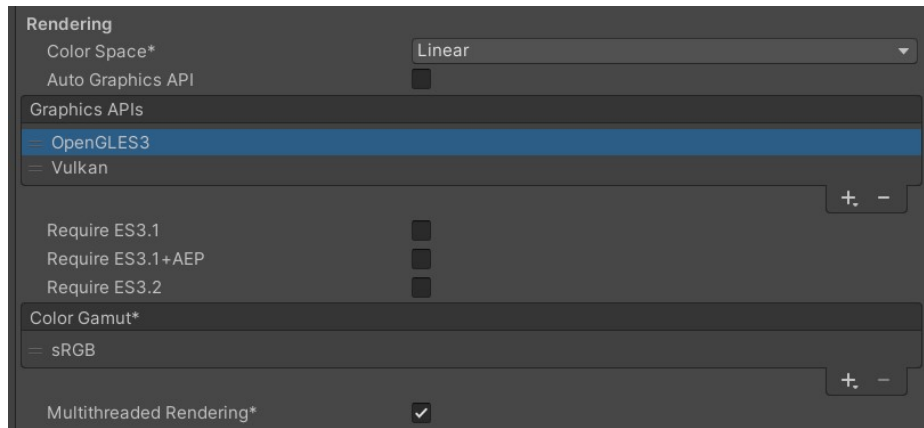 Rendering
Color Space* Linear
Auto Graphics API
Graphics APIs
OpenGLES3
Vulkan
Require ES3.1
Require ES3.1+AEP
Require ES3.2
Color Gamut*
sRGB
Multithreaded Rendering*